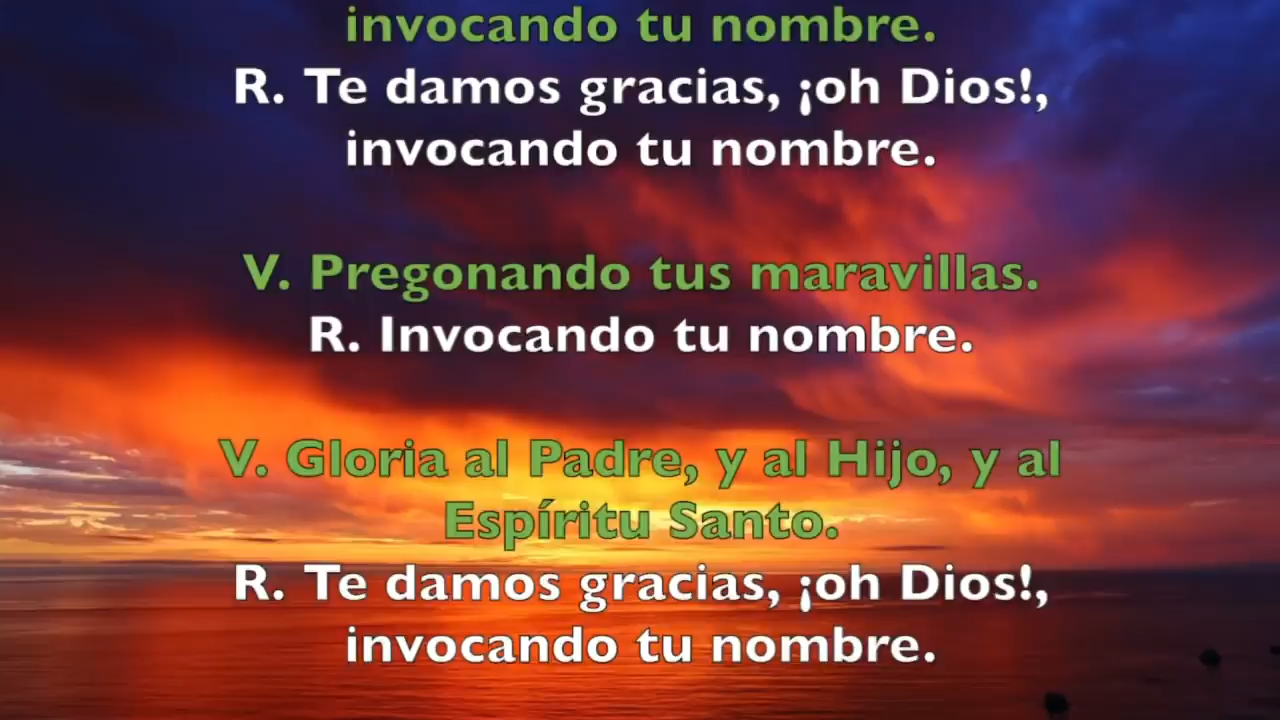 invocando tu nombre.
R. Te damos gracias, ¡oh Dios!,
invocando tu nombre.
V. Pregonando tus maravillas.
R. Invocando tu nombre.
V. Gloria al Padre, y al Hijo, y al
Espíritu Santo.
R. Te damos gracias, ¡oh Dios!,
invocando tu nombre.